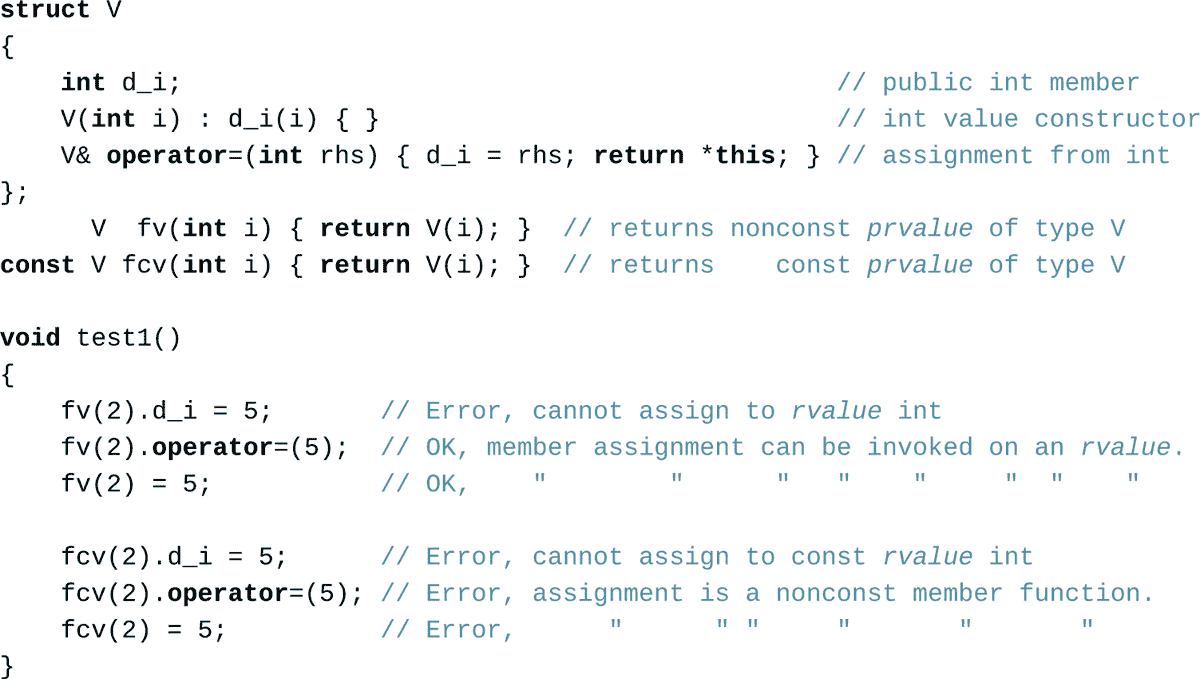 struct V
{
    int d_i;                                           // public int member
    V(int i) : d_i(i) { }                              // int value constructor
    V& operator=(int rhs) { d_i = rhs; return *this; } // assignment from int
};
      V  fv(int i) { return V(i); }  // returns nonconst prvalue of type V
const V fcv(int i) { return V(i); }  // returns    const prvalue of type V

void test1()
{
    fv(2).d_i = 5;       // Error, cannot assign to rvalue int
    fv(2).operator=(5);  // OK, member assignment can be invoked on an rvalue.
    fv(2) = 5;           // OK,    "        "      "   "    "     "  "    "

    fcv(2).d_i = 5;      // Error, cannot assign to const rvalue int
    fcv(2).operator=(5); // Error, assignment is a nonconst member function.
    fcv(2) = 5;          // Error,      "      " "     "       "       "
}